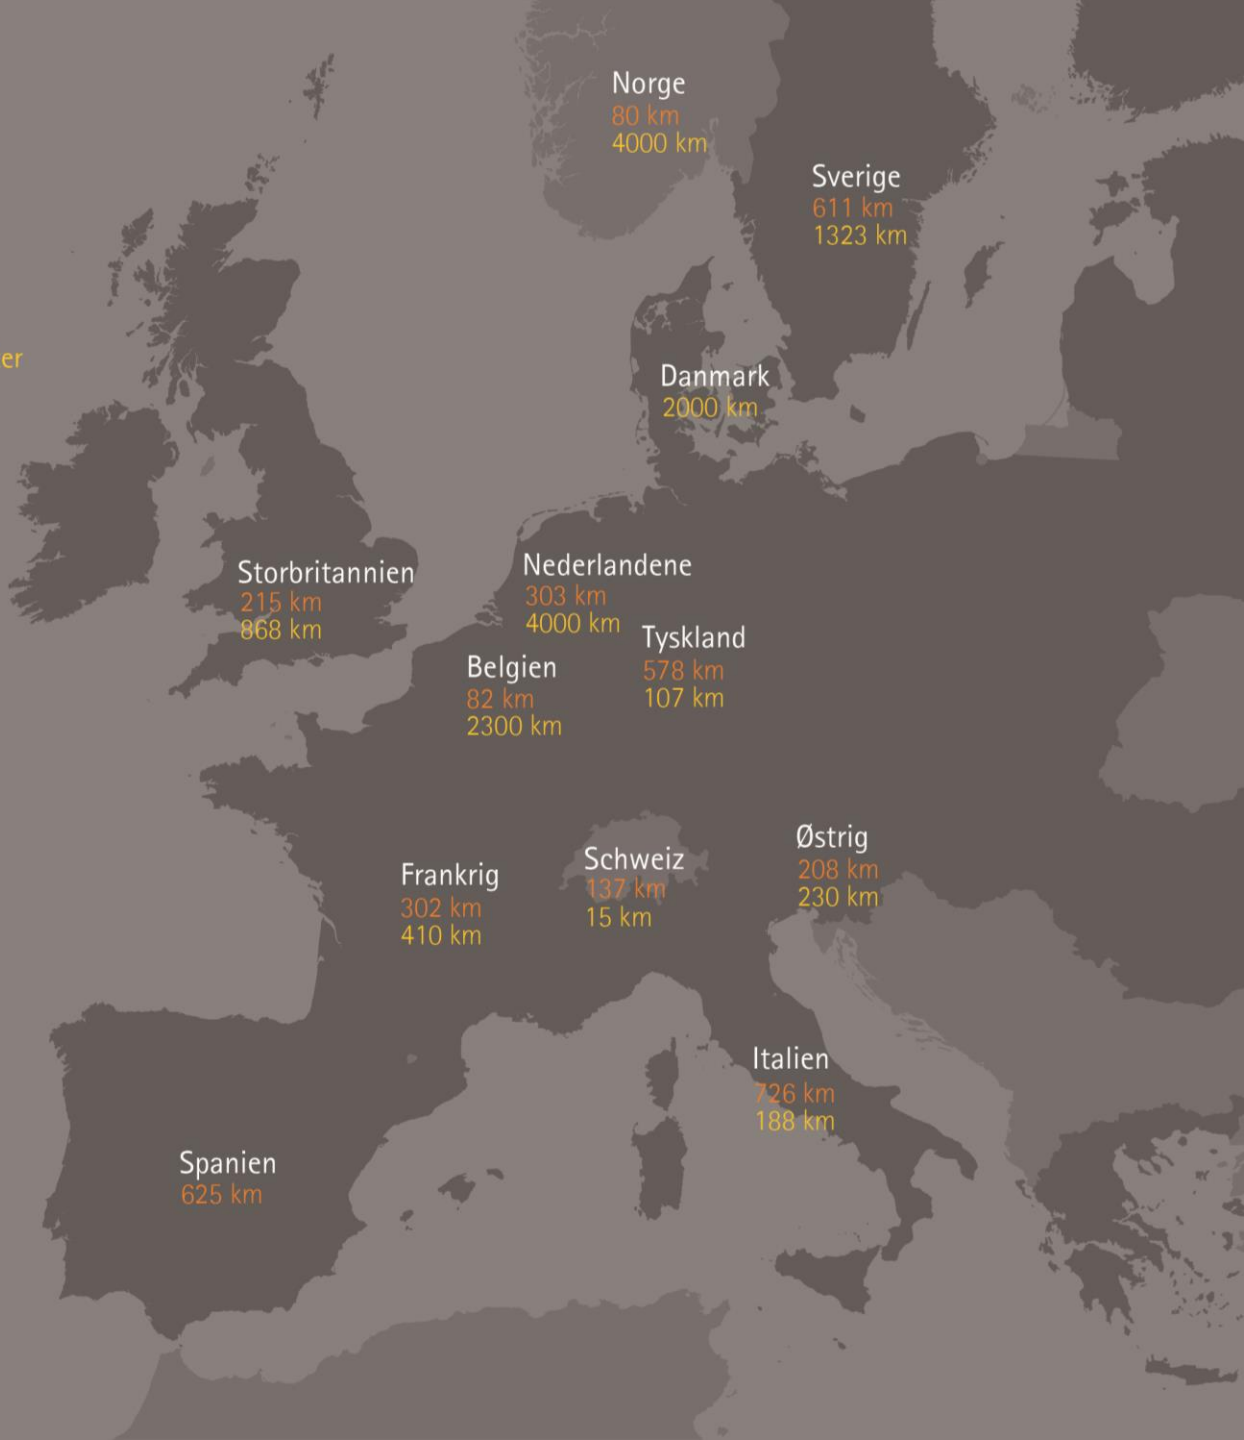 Norge
80 km
4000 km
Sverige
611 km
1323 km
er
Danmark
2000 km
Storbritannien
215 km
868 km
Nederlandene
303 km
4000 km
Tyskland
578 km
107 km
Belgien
82 km
2300 km
Østrig
208 km
230 km
Schweiz
137 km
15 km
Frankrig
302 km
410 km
Italien
726 km
188 km
Spanien
625 km